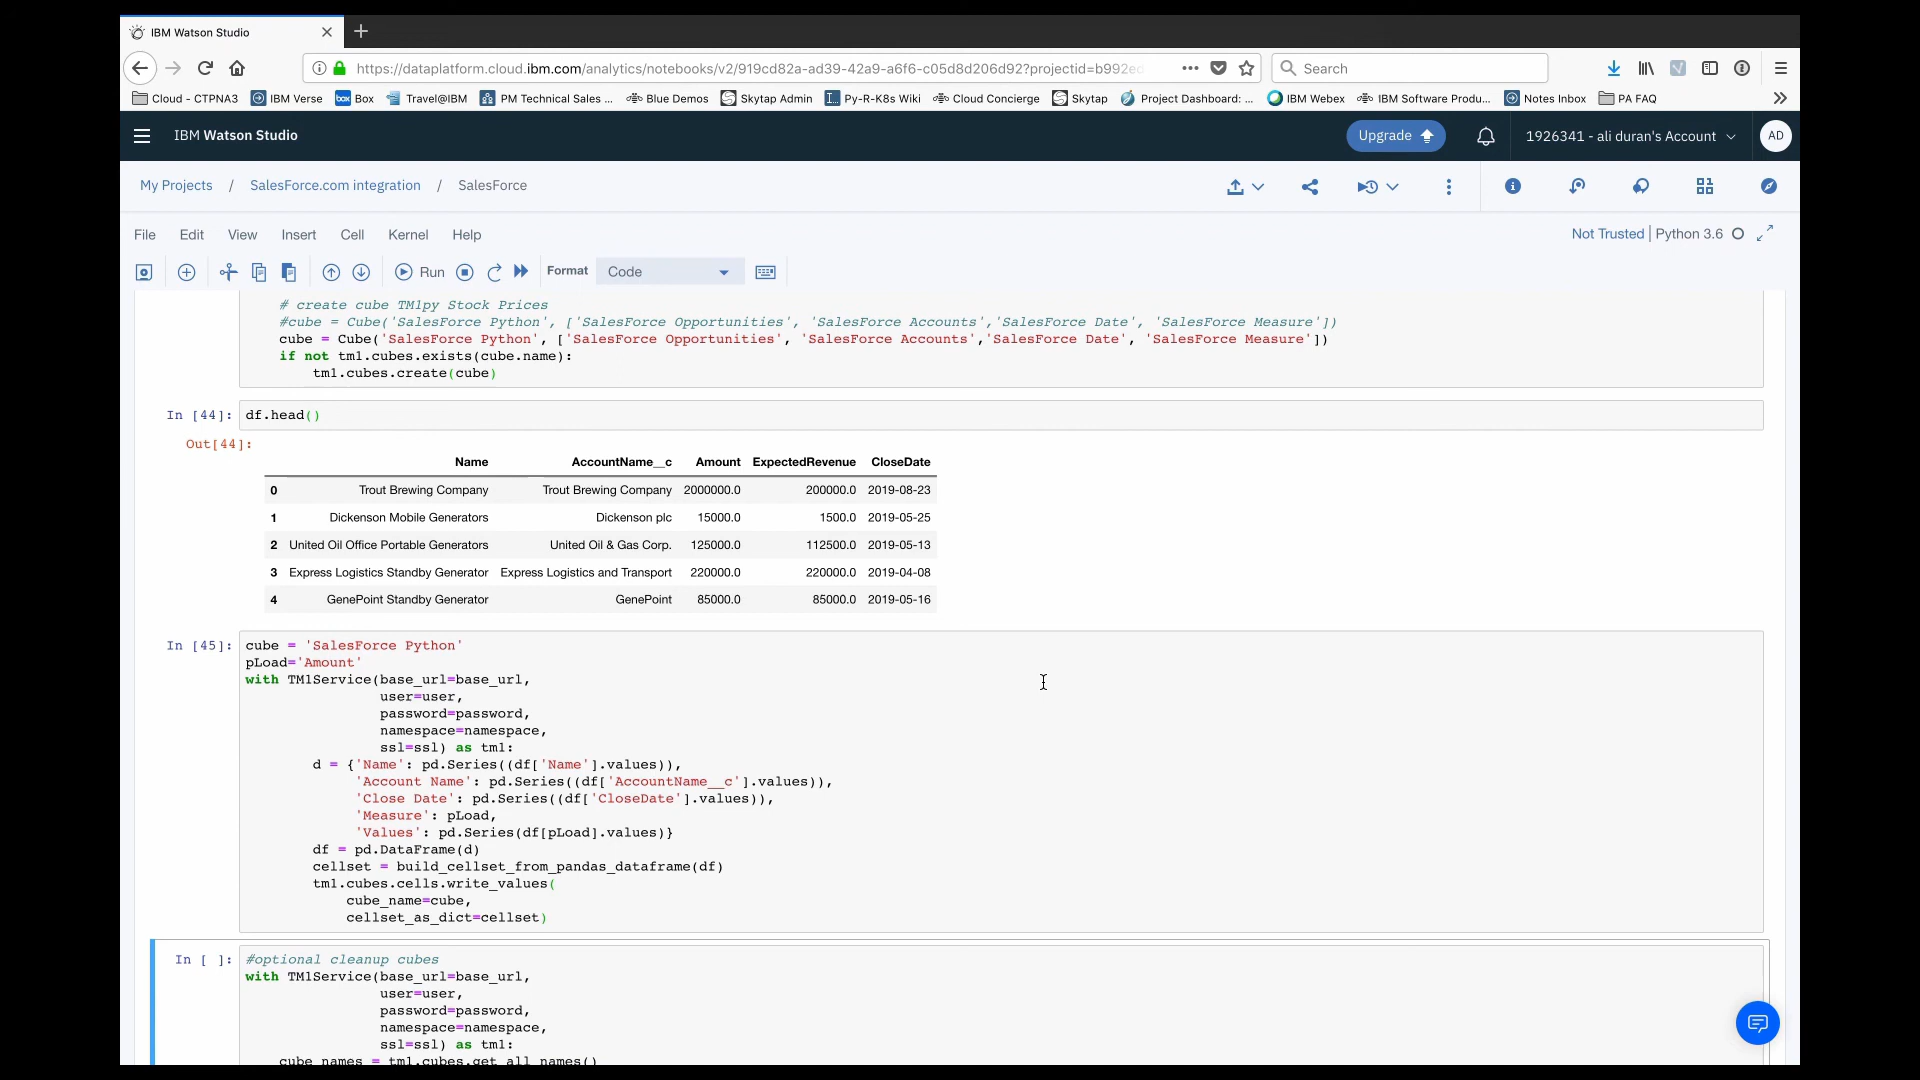 IBM Watson Studio
https://dataplatform.cloud.ibm.com/analytics/notebooks/v2/919cd82a-ad39-42a9-a6f6-c05d8d206d92?projectid=b992ed
Search
Cloud - CTPNA3 IBM Verse box Box Travel@IBM PM Technical Sales ... Blue Demos Skytap Admin Py-R-K8s Wiki Cloud Concierge Skytap Project Dashboard: ... IBM Webex IBM Software Produ... Notes Inbox PA FAQ
IBM Watson Studio Upgrade 1926341 - ali duran's Account AD
My Projects / SalesForce.com integration / SalesForce
File Edit View Insert Cell Kernel Help Not Trusted | Python 3.6
Run Format Code
# create cube TM1py Stock Prices
#cube = Cube('SalesForce Python', ['SalesForce Opportunities', 'SalesForce Accounts','SalesForce Date', 'SalesForce Measure'])
cube = Cube('SalesForce Python', ['SalesForce Opportunities', 'SalesForce Accounts','SalesForce Date', 'SalesForce Measure'])
if not tm1.cubes.exists(cube.name):
tm1.cubes.create(cube)
In [44]: df.head()
Out[44]:
Name AccountName__c Amount ExpectedRevenue CloseDate
0 Trout Brewing Company Trout Brewing Company 2000000.0 200000.0 2019-08-23
1 Dickenson Mobile Generators Dickenson plc 15000.0 1500.0 2019-05-25
2 United Oil Office Portable Generators United Oil & Gas Corp. 125000.0 112500.0 2019-05-13
3 Express Logistics Standby Generator Express Logistics and Transport 220000.0 220000.0 2019-04-08
4 GenePoint Standby Generator GenePoint 85000.0 85000.0 2019-05-16
In [45]: cube = 'SalesForce Python'
pLoad='Amount'
with TM1Service(base_url=base_url,
user=user,
password=password,
namespace=namespace,
ssl=ssl) as tm1:
d = {'Name': pd.Series((df['Name'].values)),
'Account Name': pd.Series((df['AccountName__c'].values)),
'Close Date': pd.Series((df['CloseDate'].values)),
'Measure': pLoad,
'Values': pd.Series(df[pLoad].values)}
df = pd.DataFrame(d)
cellset = build_cellset_from_pandas_dataframe(df)
tm1.cubes.cells.write_values(
cube_name=cube,
cellset_as_dict=cellset)
In [ ]: #optional cleanup cubes
with TM1Service(base_url=base_url,
user=user,
password=password,
namespace=namespace,
ssl=ssl) as tm1:
cube_names = tm1.cubes.get_all_names()